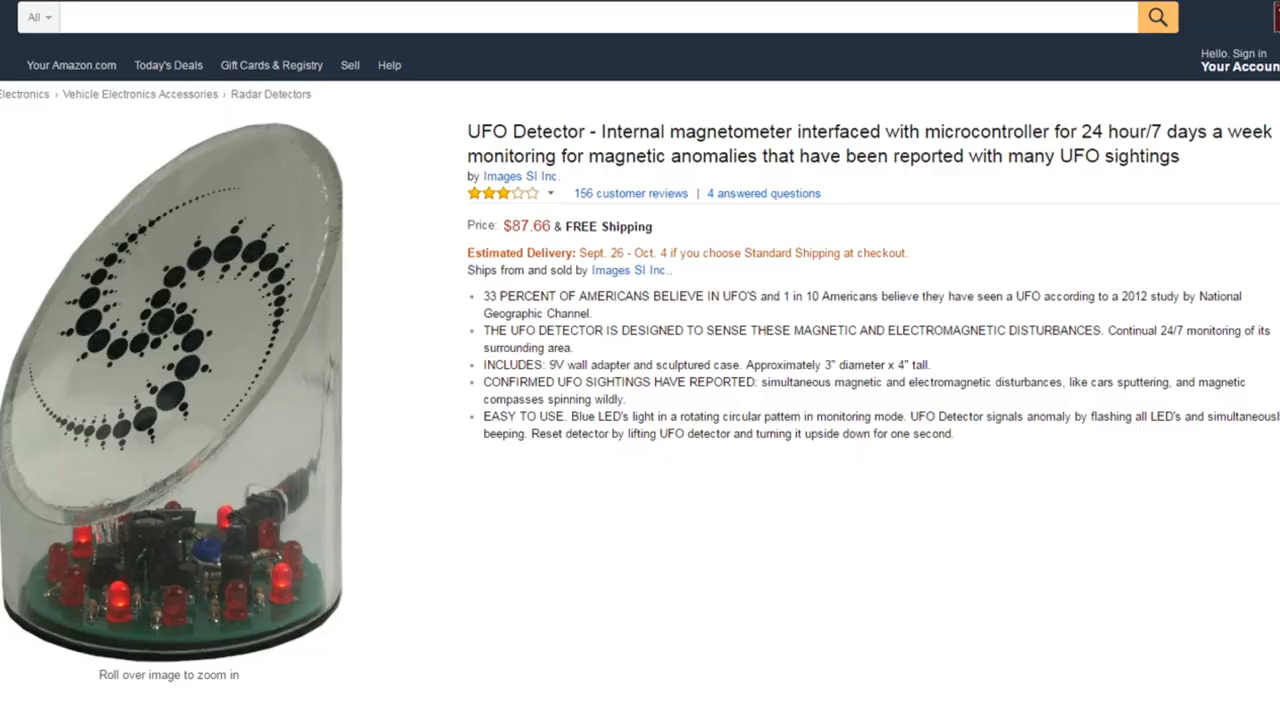 All
Your Amazon.com Today's Deals Gift Cards & Registry Sell Help
Hello. Sign in
Your Accoun
Electronics › Vehicle Electronics Accessories › Radar Detectors
UFO Detector - Internal magnetometer interfaced with microcontroller for 24 hour/7 days a week
monitoring for magnetic anomalies that have been reported with many UFO sightings
by Images SI Inc.
156 customer reviews | 4 answered questions
Price: $87.66 & FREE Shipping
Estimated Delivery: Sept. 26 - Oct. 4 if you choose Standard Shipping at checkout.
Ships from and sold by Images SI Inc..
• 33 PERCENT OF AMERICANS BELIEVE IN UFO'S and 1 in 10 Americans believe they have seen a UFO according to a 2012 study by National
Geographic Channel.
• THE UFO DETECTOR IS DESIGNED TO SENSE THESE MAGNETIC AND ELECTROMAGNETIC DISTURBANCES. Continual 24/7 monitoring of its
surrounding area.
• INCLUDES: 9V wall adapter and sculptured case. Approximately 3" diameter x 4" tall.
• CONFIRMED UFO SIGHTINGS HAVE REPORTED: simultaneous magnetic and electromagnetic disturbances, like cars sputtering, and magnetic
compasses spinning wildly.
• EASY TO USE. Blue LED's light in a rotating circular pattern in monitoring mode. UFO Detector signals anomaly by flashing all LED's and simultaneousl
beeping. Reset detector by lifting UFO detector and turning it upside down for one second.
Roll over image to zoom in